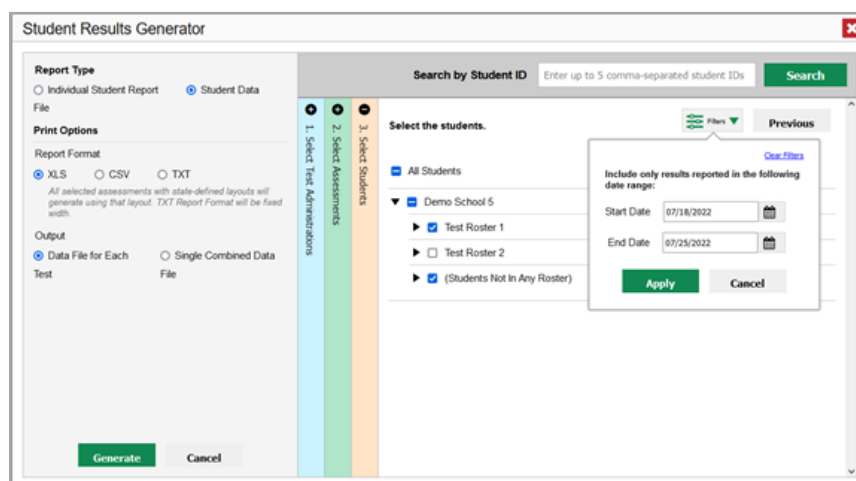 Student Results Generator
Report Type
Individual Student Report
Student Data
File
Print Options
Report Format
XLS
CSV
TXT
All selected assessments with state-defined layouts will
generate using that layout. TXT Report Format will be fixed
width.
Output
Data File for Each
Test
Single Combined Data
File
Generate
Cancel
1. Select Test Administrations
2. Select Assessments
3. Select Students
Search by Student ID
Enter up to 5 comma-separated student IDs
Search
Select the students.
Filters
Previous
All Students
Demo School 5
Test Roster 1
Test Roster 2
(Students Not In Any Roster)
Clear Filters
Include only results reported in the following
date range:
Start Date
07/18/2022
End Date
07/25/2022
Apply
Cancel